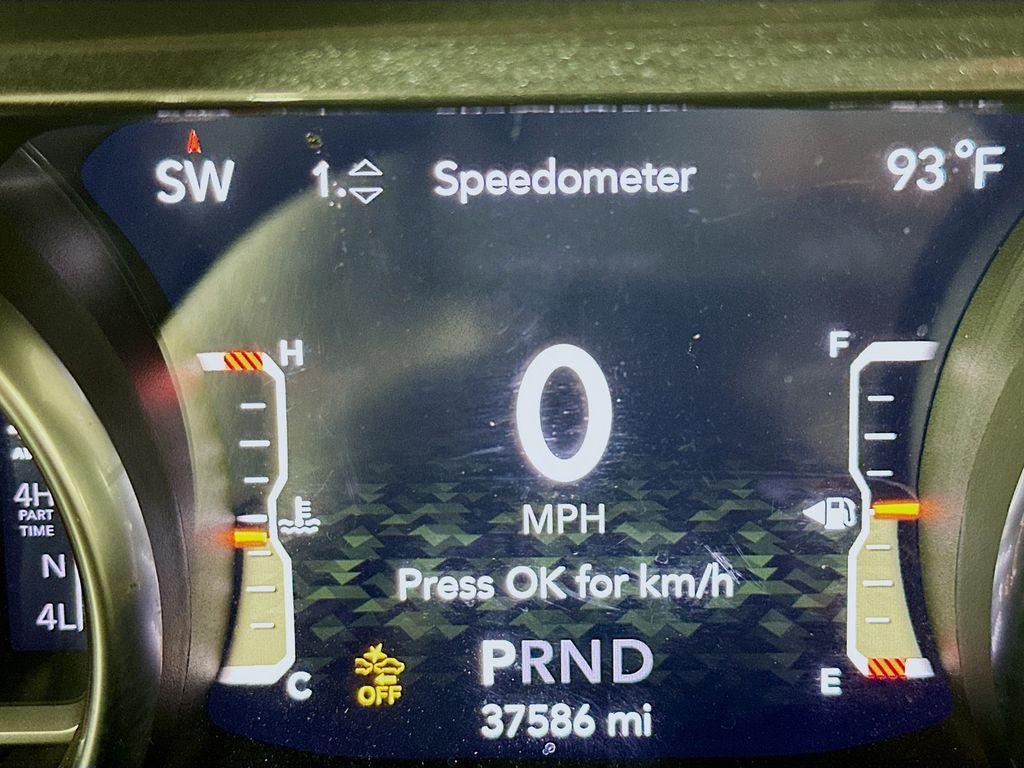 SW
1.
Speedometer
93°F
H
F
0
MPH
4H
PART
TIME
N
4L
Press OK for km/h
PRND
OFF
C
E
37586 mi